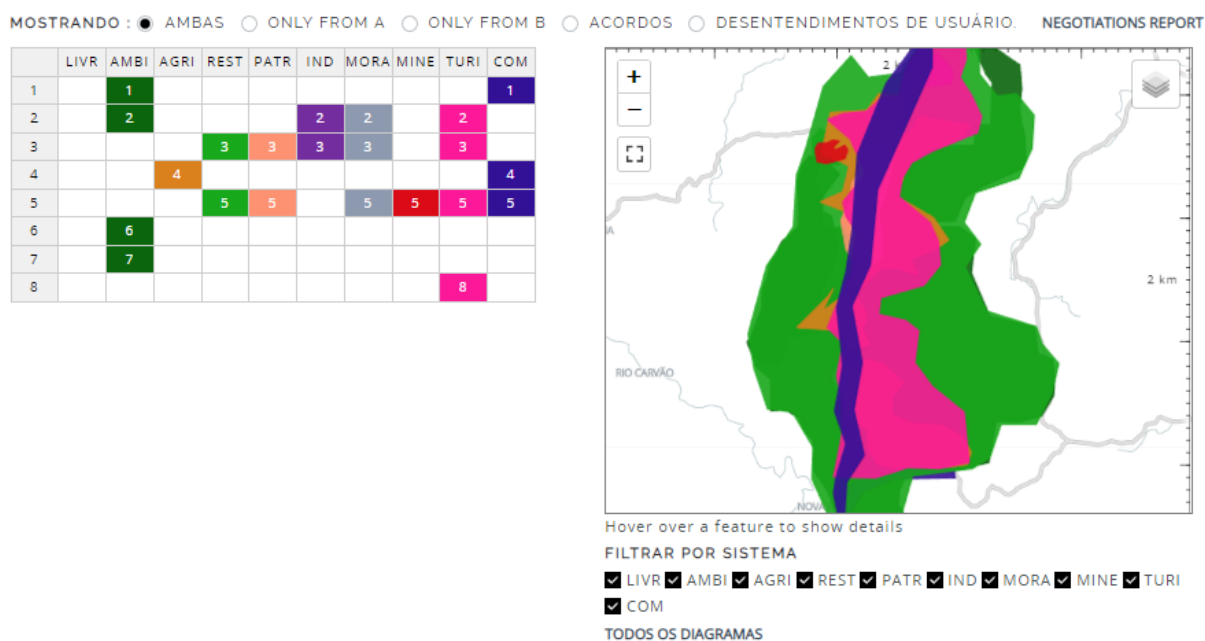 MOSTRANDO : AMBAS ONLY FROM A ONLY FROM B ACORDOS DESENTENDIMENTOS DE USUÁRIO. NEGOTIATIONS REPORT
LIVR AMBI AGRI REST PATR IND MORA MINE TURI COM
1 1 1
2 2 2 2 2
3 3 3 3 3 3
4 4 4
5 5 5 5 5 5 5
6 6
7 7
8 8
+
−
2 km
RIO CARVÃO
NOVA
Hover over a feature to show details
FILTRAR POR SISTEMA
LIVR AMBI AGRI REST PATR IND MORA MINE TURI
COM
TODOS OS DIAGRAMAS